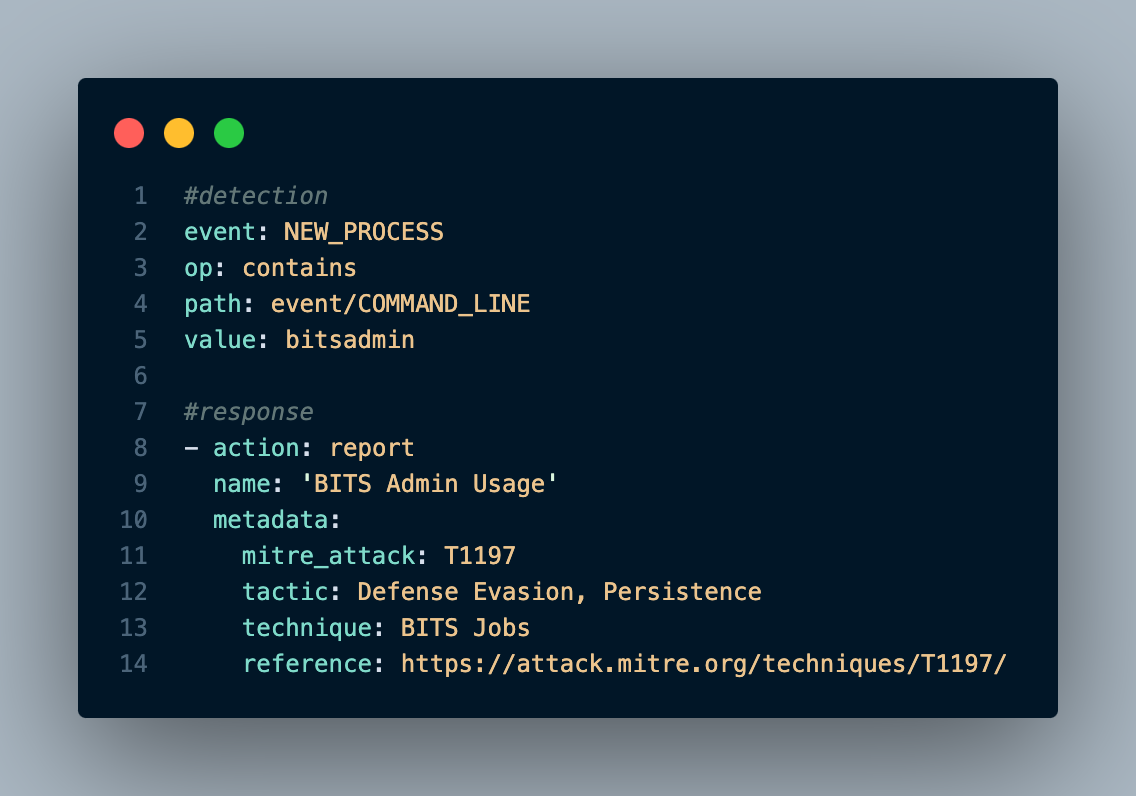 1 #detection
2 event: NEW_PROCESS
3 op: contains
4 path: event/COMMAND_LINE
5 value: bitsadmin
6
7 #response
8 - action: report
9   name: 'BITS Admin Usage'
10   metadata:
11     mitre_attack: T1197
12     tactic: Defense Evasion, Persistence
13     technique: BITS Jobs
14     reference: https://attack.mitre.org/techniques/T1197/